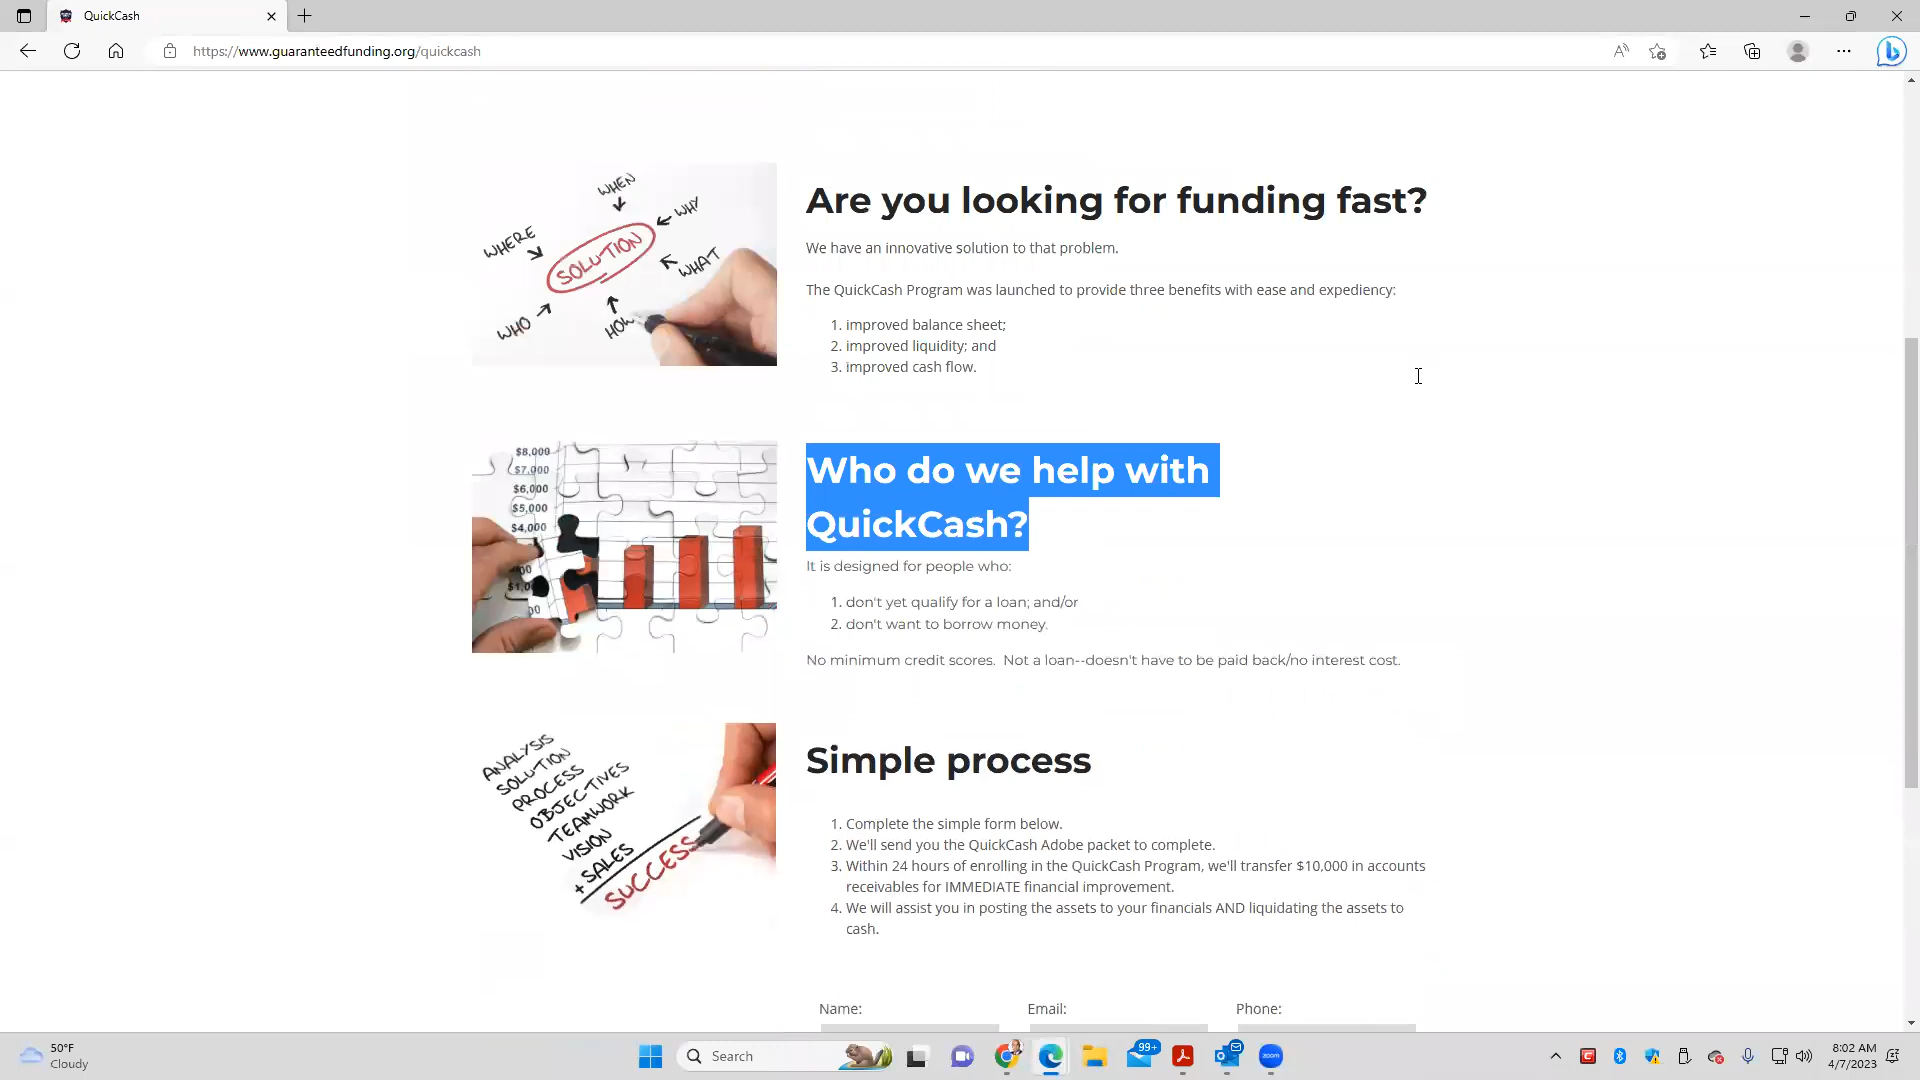 QuickCash
https://www.guaranteedfunding.org/quickcash
WHEN
WHY
WHERE
SOLUTION
WHAT
WHO
HOW
Are you looking for funding fast?
We have an innovative solution to that problem.
The QuickCash Program was launched to provide three benefits with ease and expediency:
1. improved balance sheet;
2. improved liquidity; and
3. improved cash flow.
$8,000
$7,000
$6,000
$5,000
$4,000
Who do we help with
QuickCash?
It is designed for people who:
1. don't yet qualify for a loan; and/or
2. don't want to borrow money.
No minimum credit scores.  Not a loan--doesn't have to be paid back/no interest cost.
ANALYSIS
SOLUTION
PROCESS
OBJECTIVES
TEAMWORK
VISION
+SALES
SUCCESS
Simple process
1. Complete the simple form below.
2. We'll send you the QuickCash Adobe packet to complete.
3. Within 24 hours of enrolling in the QuickCash Program, we'll transfer $10,000 in accounts
receivables for IMMEDIATE financial improvement.
4. We will assist you in posting the assets to your financials AND liquidating the assets to
cash.
Name: Email: Phone:
50°F
Cloudy
Search
99+
zoom
8:02 AM
4/7/2023